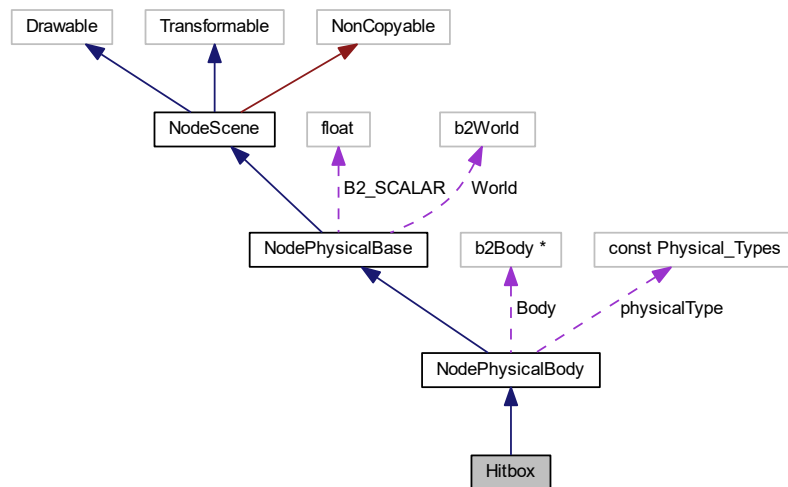 Drawable
Transformable
NonCopyable
NodeScene
float
b2World
B2_SCALAR
World
NodePhysicalBase
b2Body *
const Physical_Types
Body
physicalType
NodePhysicalBody
Hitbox